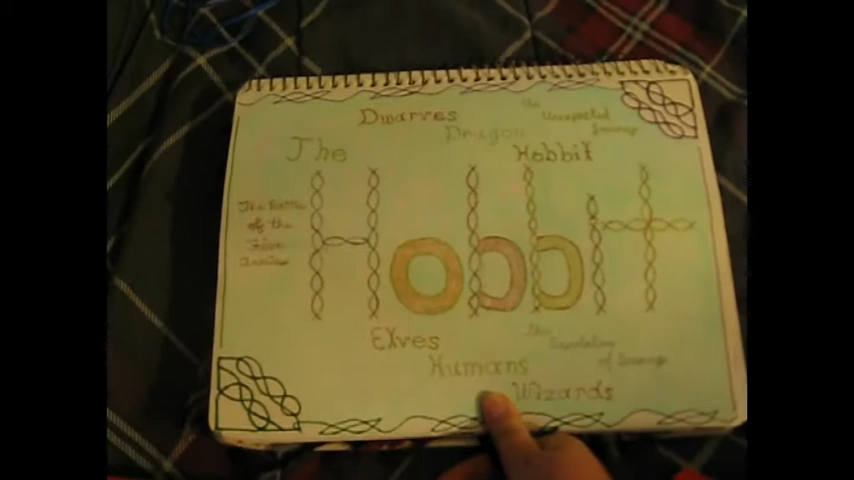 Dwarves
Dragon
The Unexpected
Journey
The
Hobbit
Hobbit
The Battle
of the
Five
Armies
Elves
The
Desolation
of Smaug
Humans
Wizards